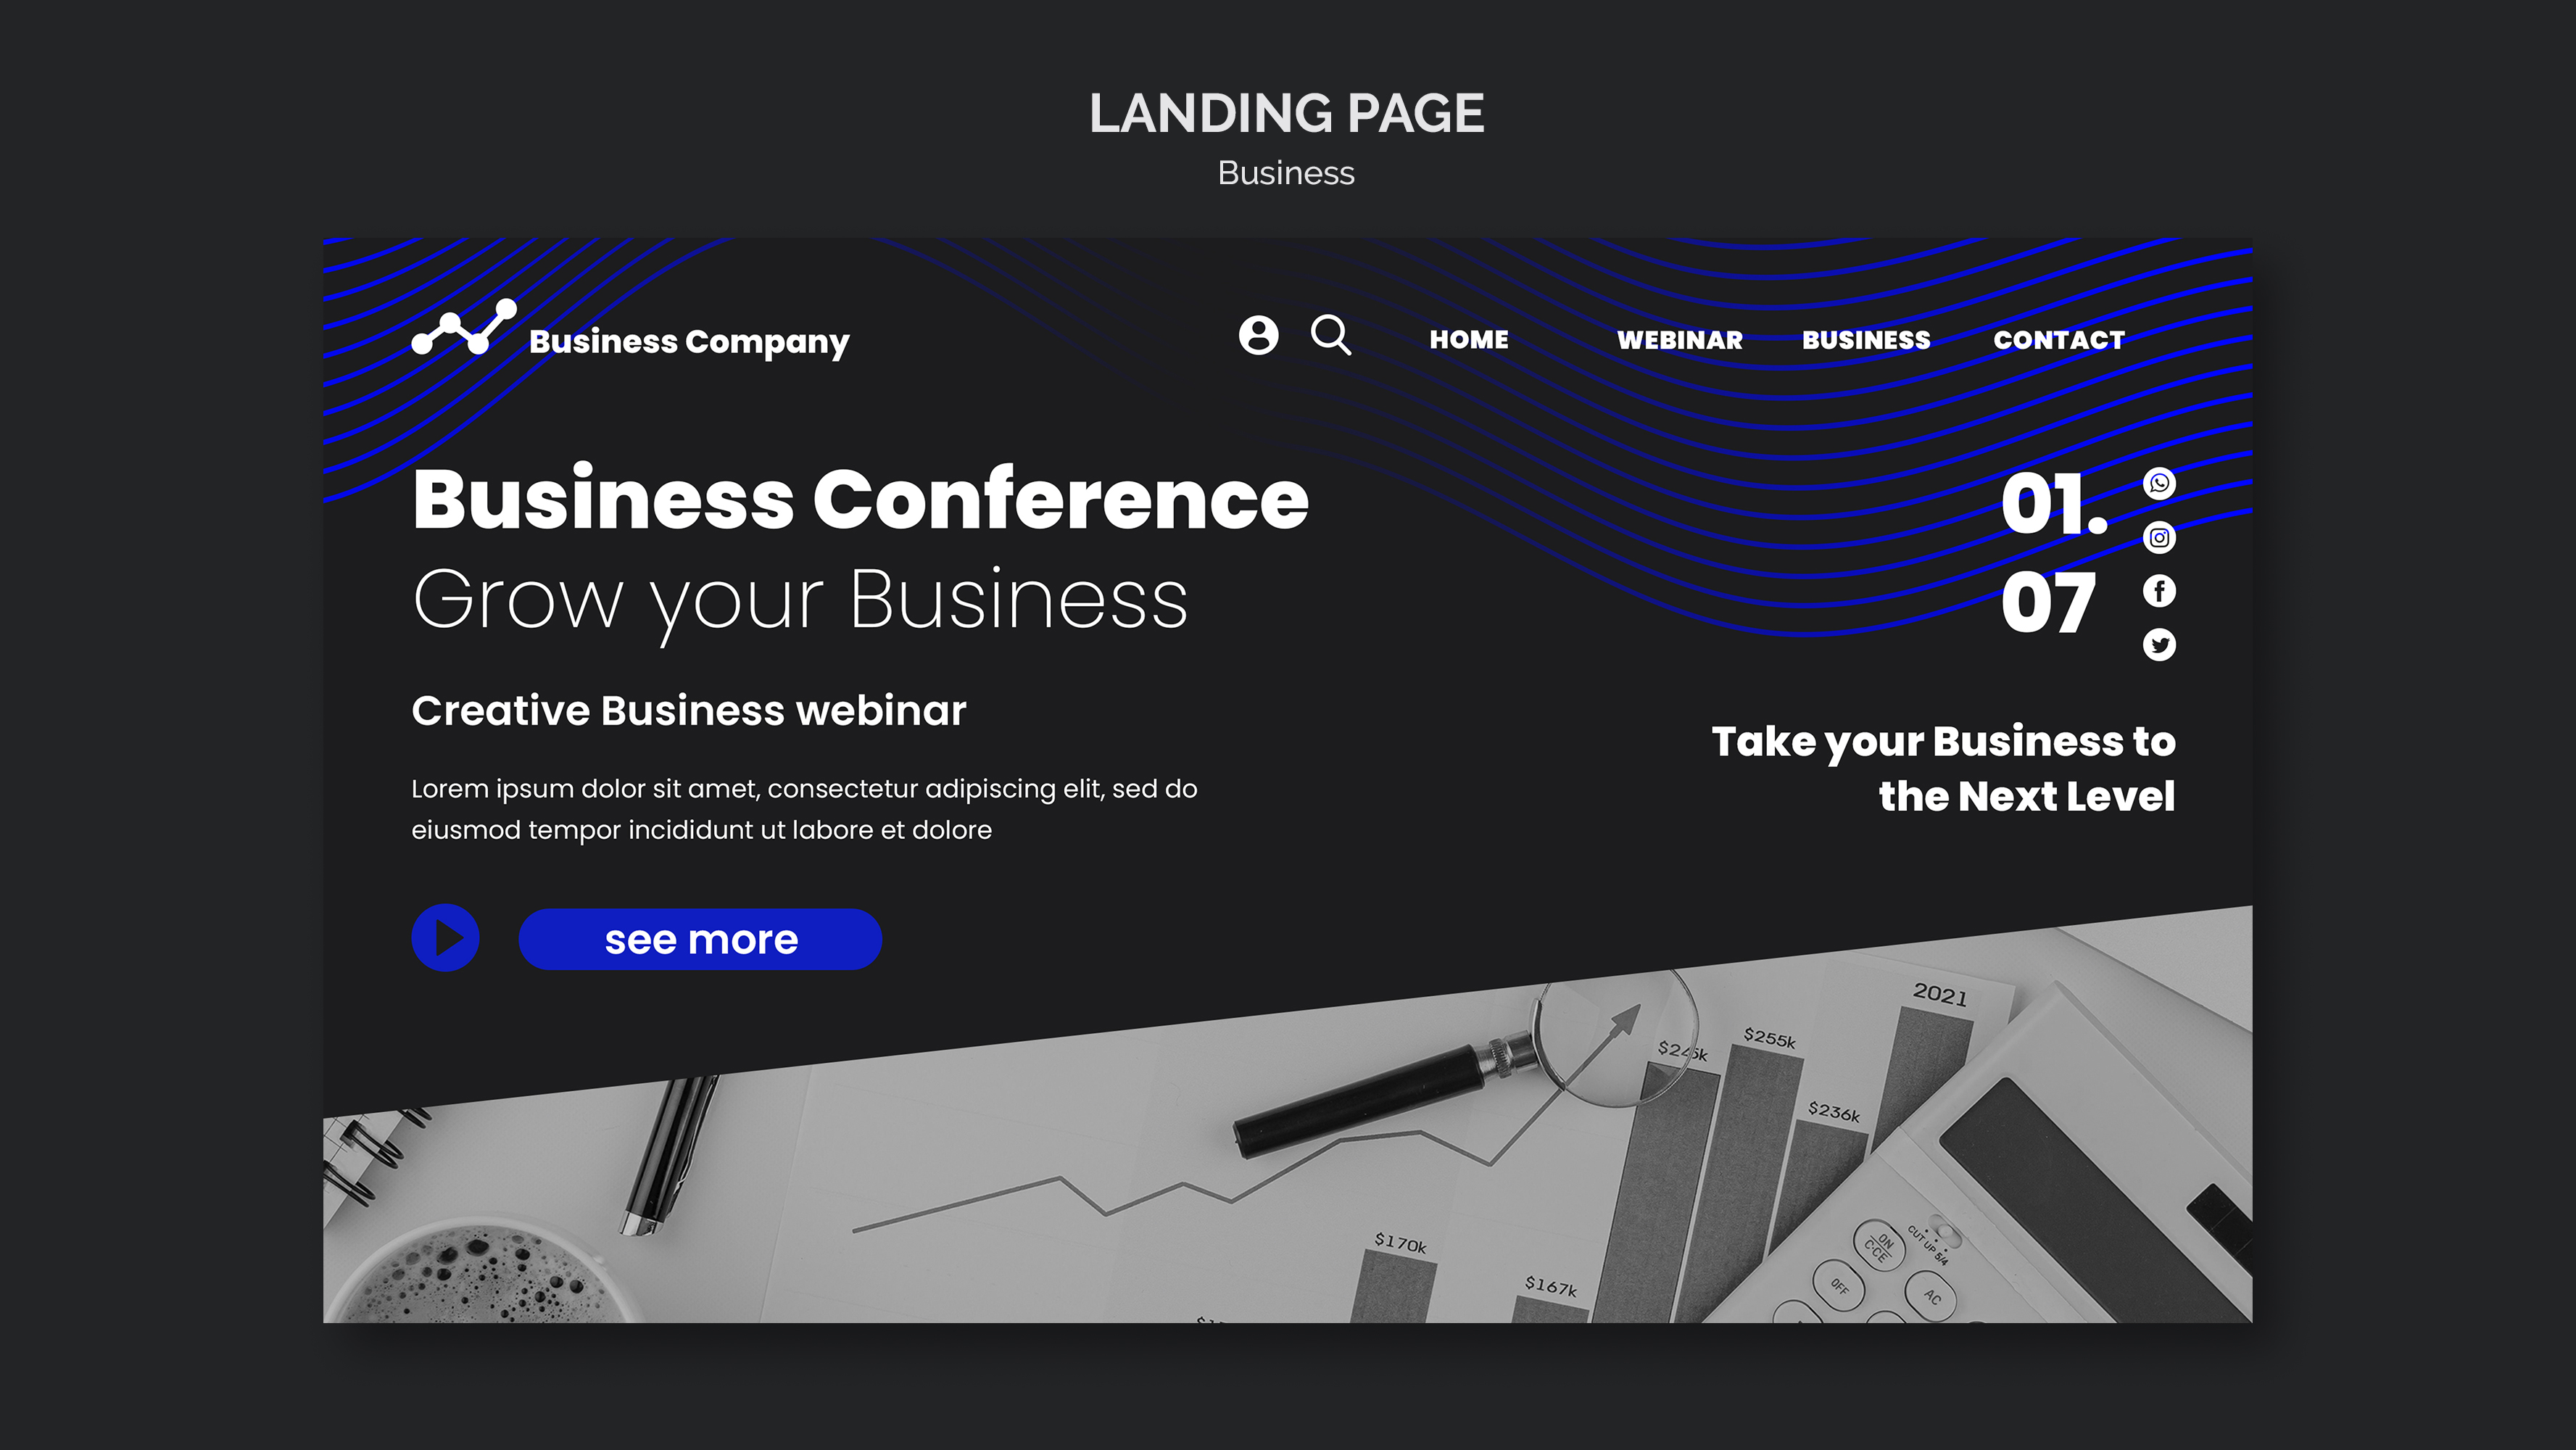 LANDING PAGE
Business
Business Company
HOME WEBINAR BUSINESS CONTACT
Business Conference
Grow your Business
01.
07
Creative Business webinar
Take your Business to
the Next Level
Lorem ipsum dolor sit amet, consectetur adipiscing elit, sed do
eiusmod tempor incididunt ut labore et dolore
see more
2021
$255k
$245k
$236k
$170k
$167k
ON
C·CE
CUT UP 5/4
OFF
AC